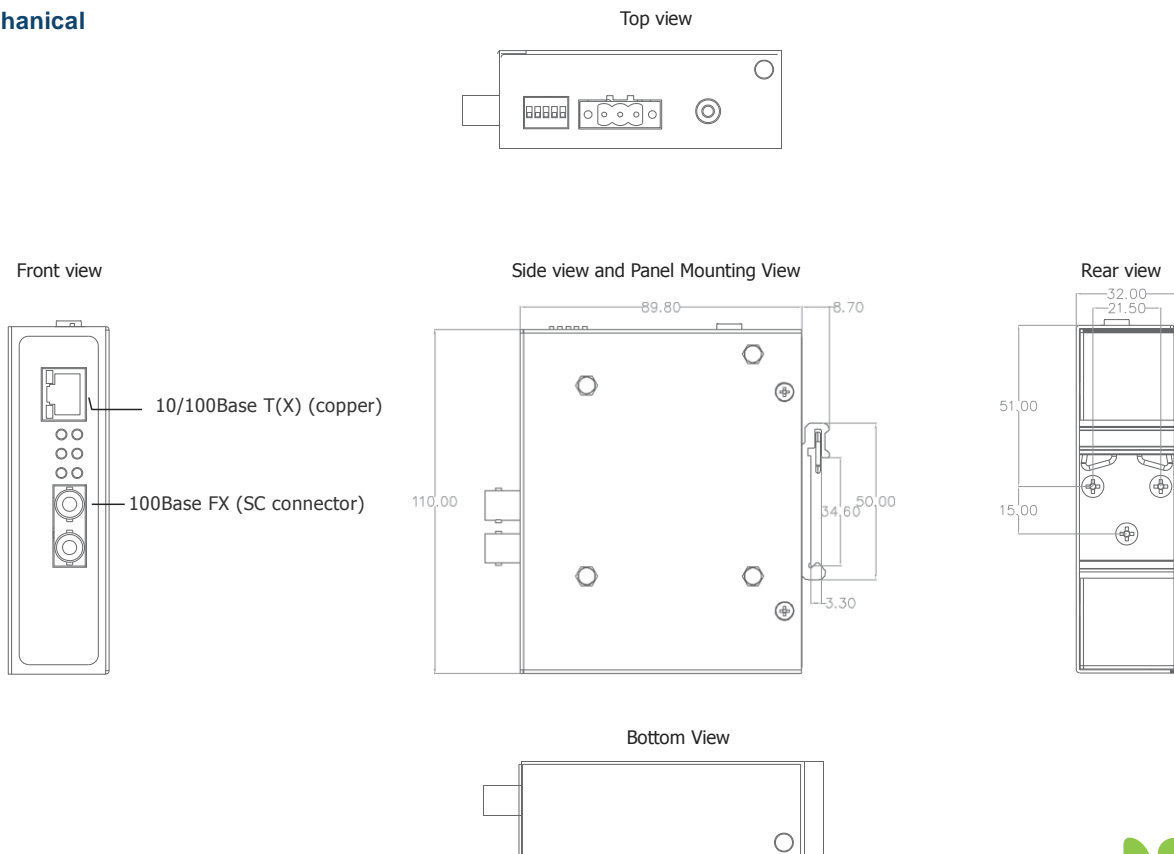 hanical
Top view
Front view
Side view and Panel Mounting View
Rear view
89.80
8.70
32.00
21.50
10/100Base T(X) (copper)
51.00
100Base FX (SC connector)
110.00
34.60
50.00
15.00
3.30
Bottom View